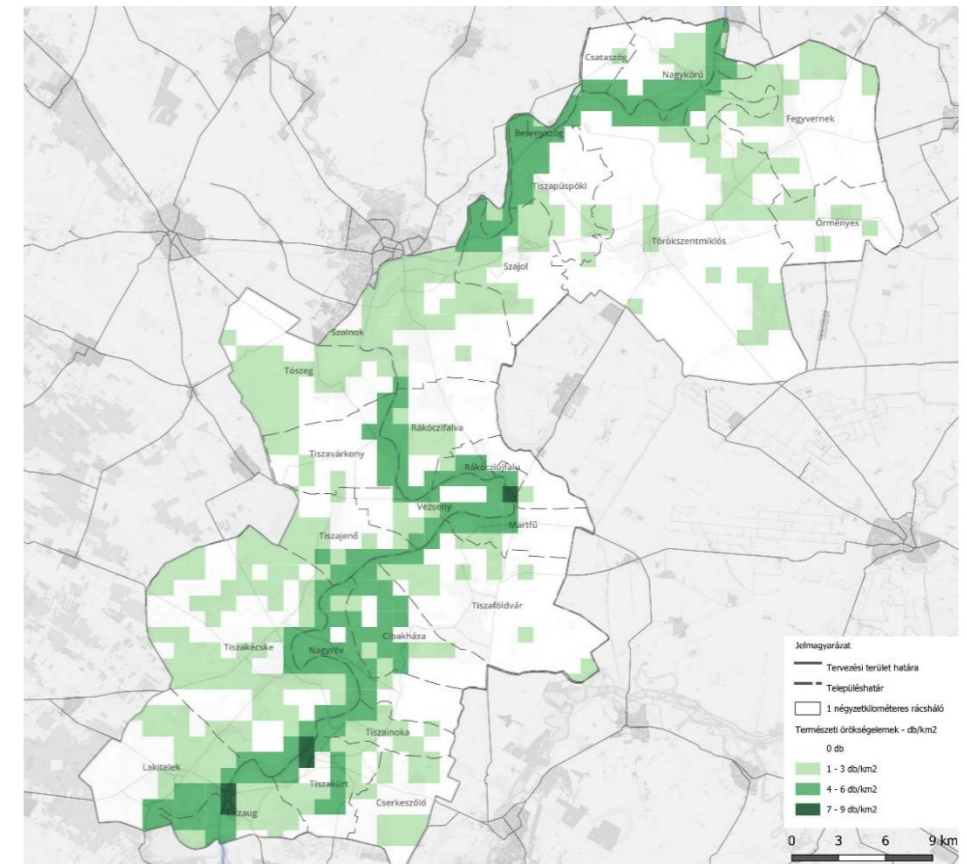 Csataszög
Nagykörű
Fegyvernek
Besenyszög
Tiszapüspöki
Örményes
Törökszentmiklós
Szajol
Szolnok
Tószeg
Rákóczifalva
Tiszavárkony
Rákócziújfalu
Vezseny
Martfű
Tiszajenő
Tiszaföldvár
Cibakháza
Tiszakécske
Nagyrév
Tiszainoka
Lakitelek
Tiszakürt
Cserkeszőlő
Tiszaug
Jelmagyarázat
Tervezési terület határa
Településhatár
1 négyzetkilométeres rácsháló
Természeti örökségelemek - db/km2
0 db
1 - 3 db/km2
4 - 6 db/km2
7 - 9 db/km2
0 3 6 9 km